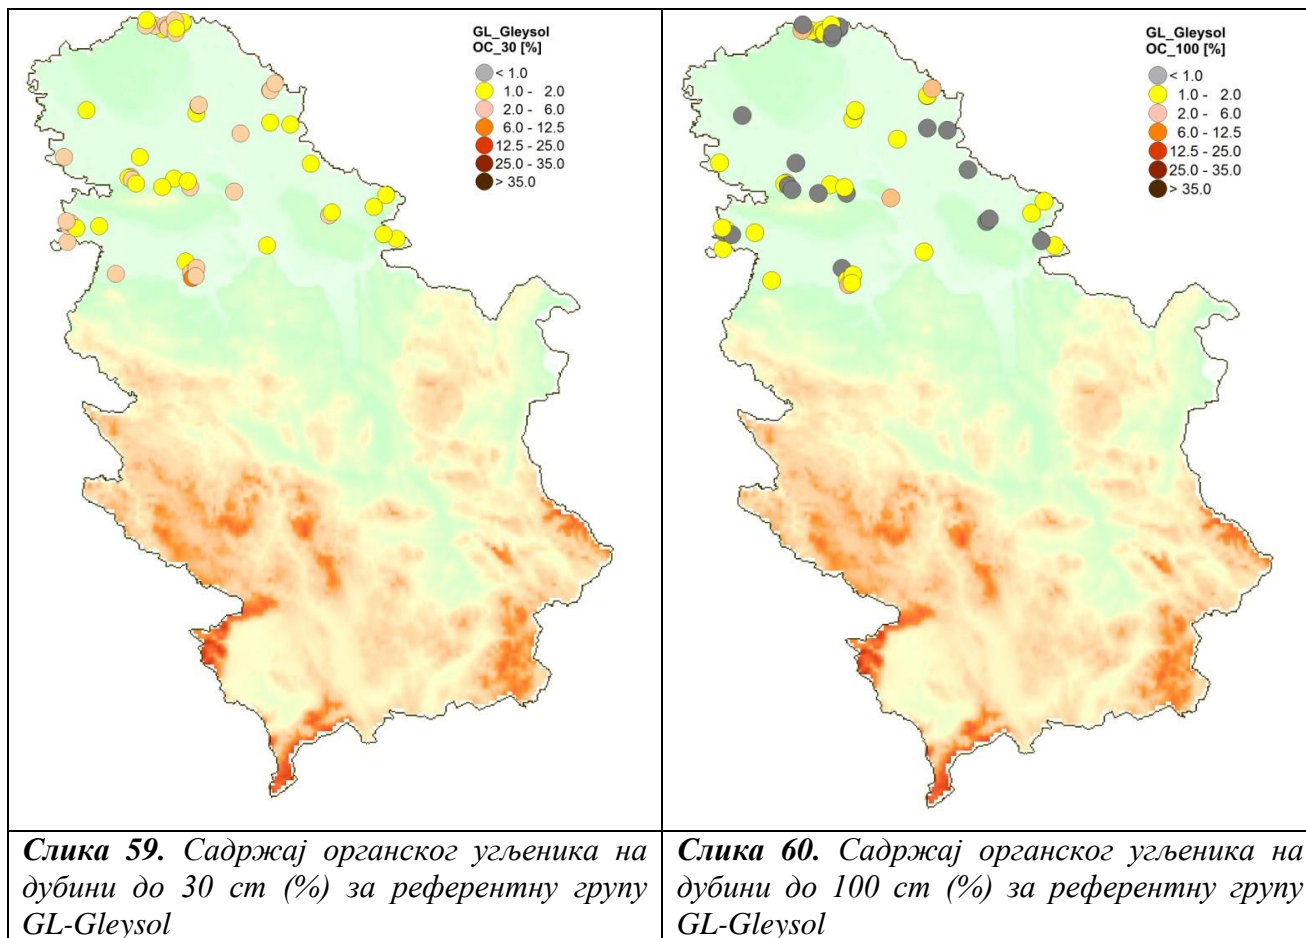 GL_Gleysol
OC_30 [%]
< 1.0
1.0 - 2.0
2.0 - 6.0
6.0 - 12.5
12.5 - 25.0
25.0 - 35.0
> 35.0
GL_Gleysol
OC_100 [%]
< 1.0
1.0 - 2.0
2.0 - 6.0
6.0 - 12.5
12.5 - 25.0
25.0 - 35.0
> 35.0
Слика 59. Садржај органског угљеника на
дубини до 30 cm (%) за референтну групу
GL-Gleysol
Слика 60. Садржај органског угљеника на
дубини до 100 cm (%) за референтну групу
GL-Gleysol